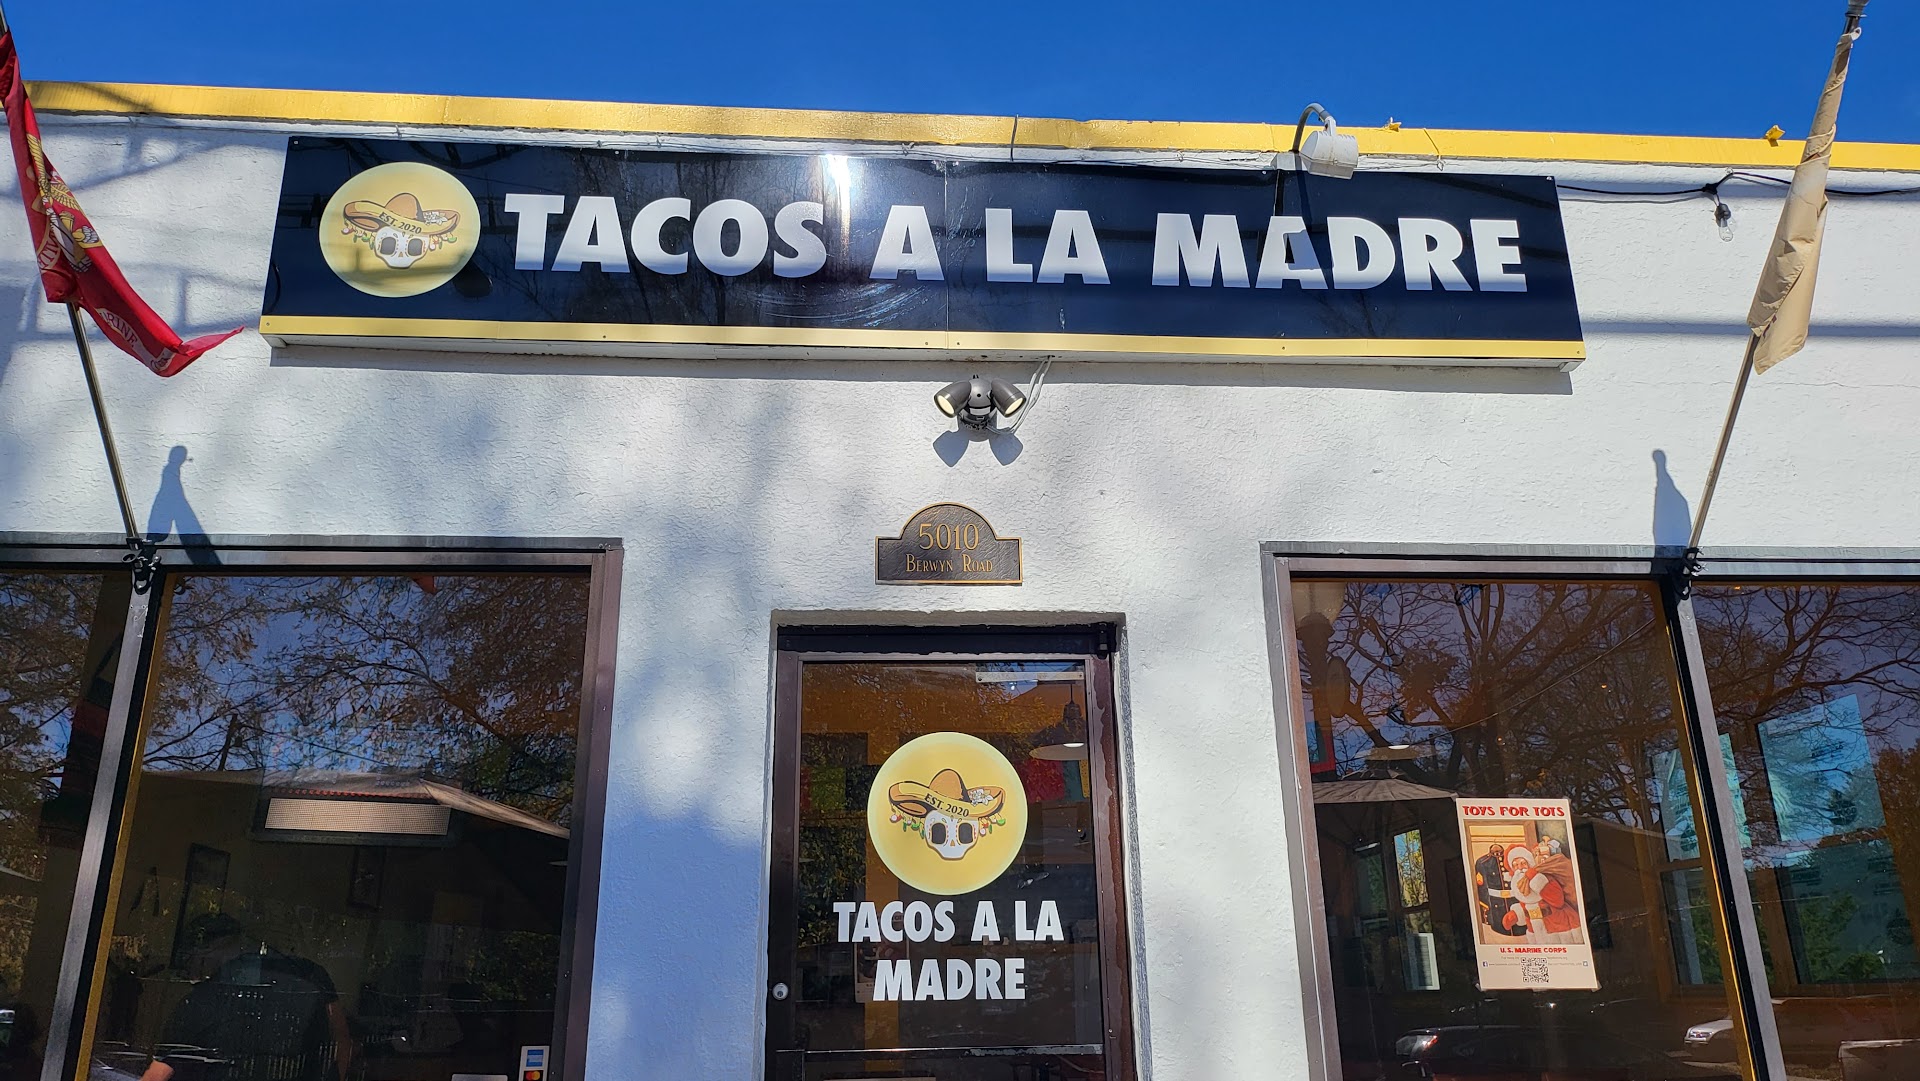 EST. 2020
TACOS A LA MADRE
5010
BERWYN ROAD
EST. 2020
TACOS A LA
MADRE
TOYS FOR TOTS
U.S. MARINE CORPS